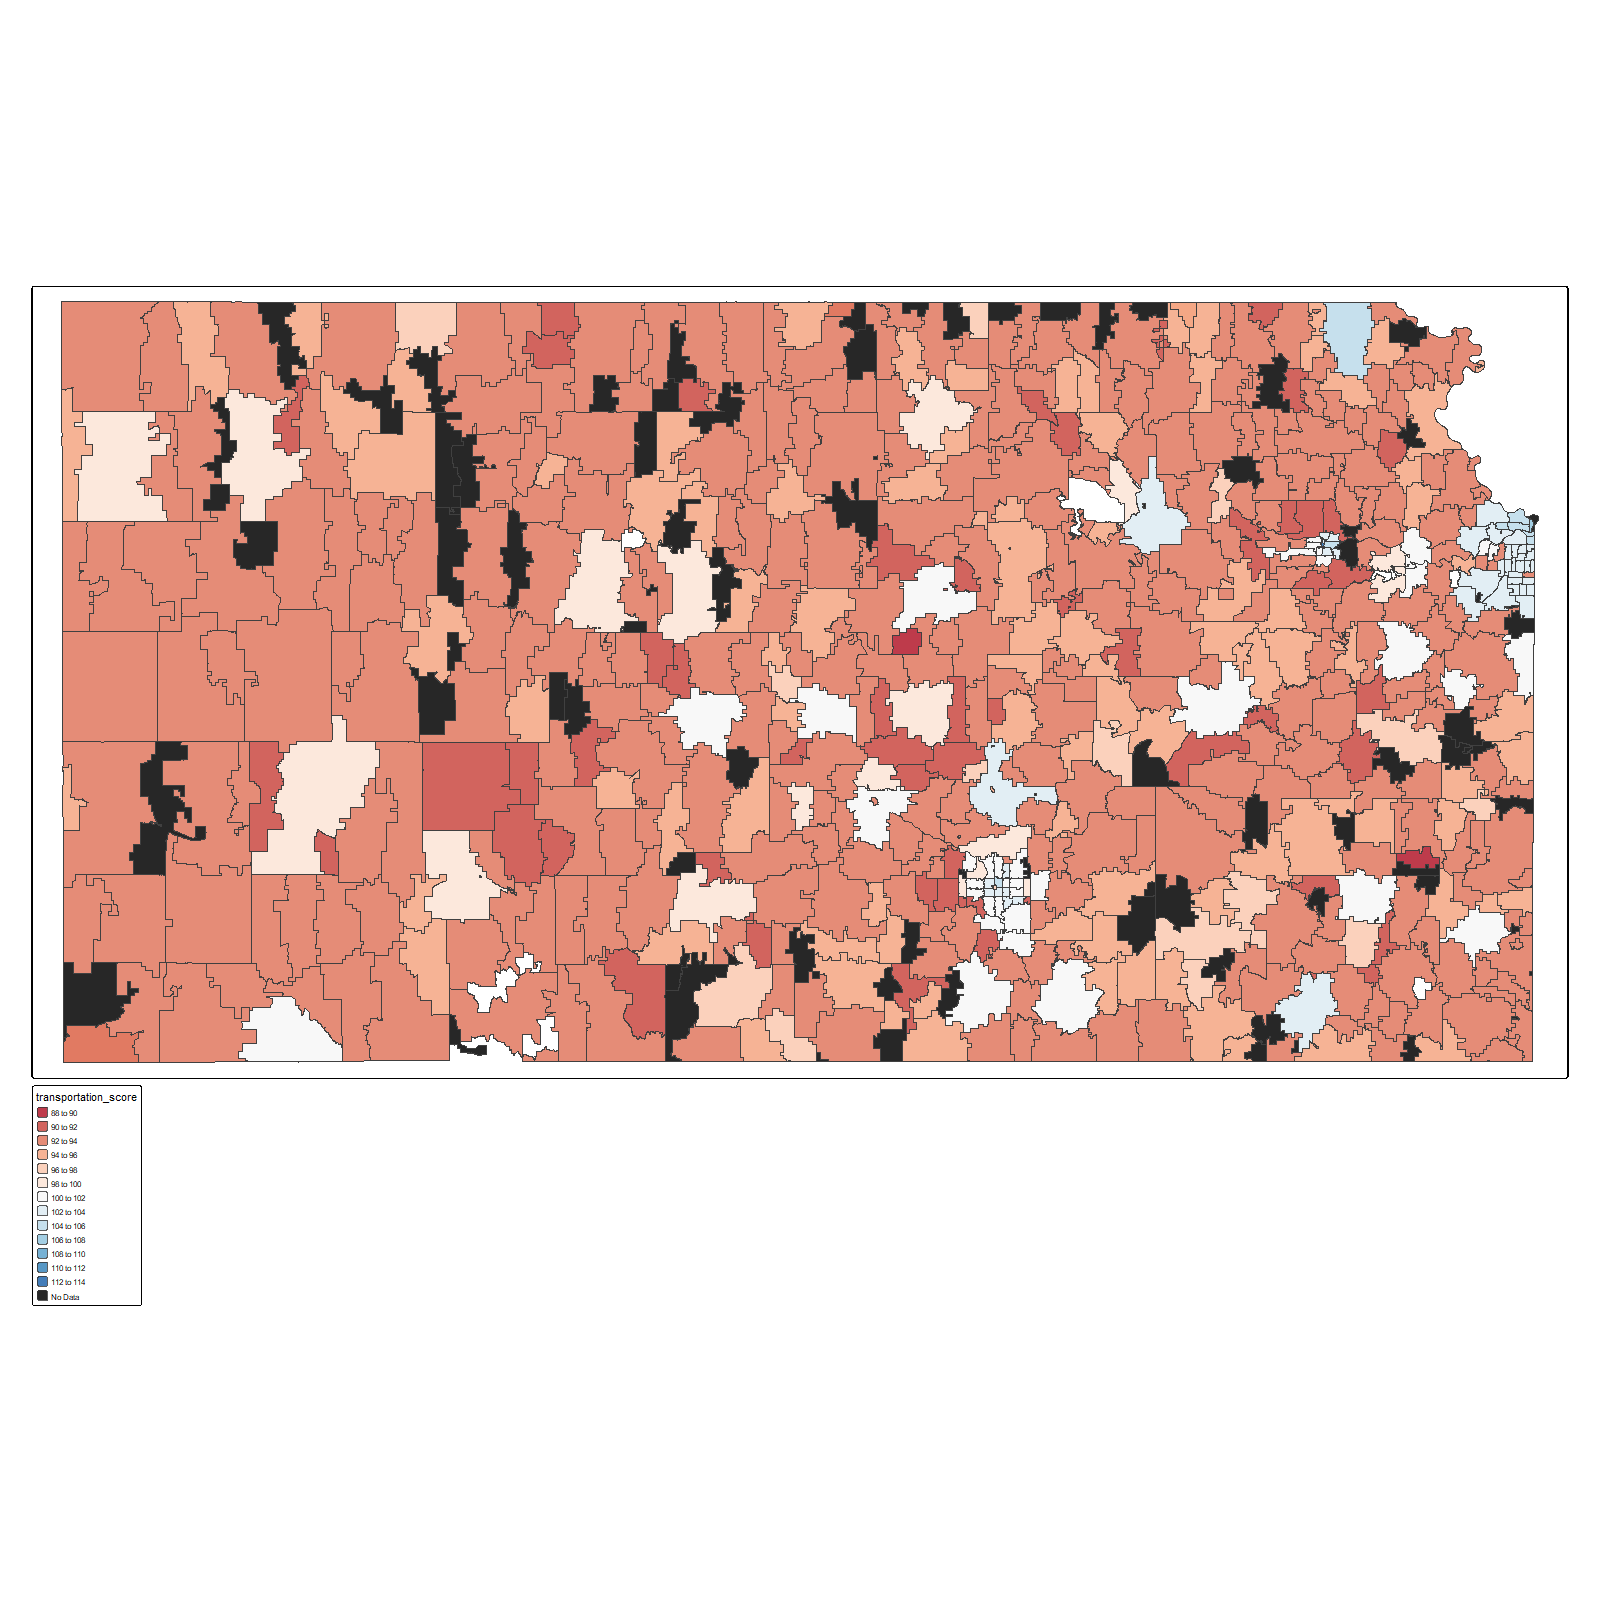 transportation_score
88 to 90
90 to 92
92 to 94
94 to 96
96 to 98
98 to 100
100 to 102
102 to 104
104 to 106
106 to 108
108 to 110
110 to 112
112 to 114
No Data